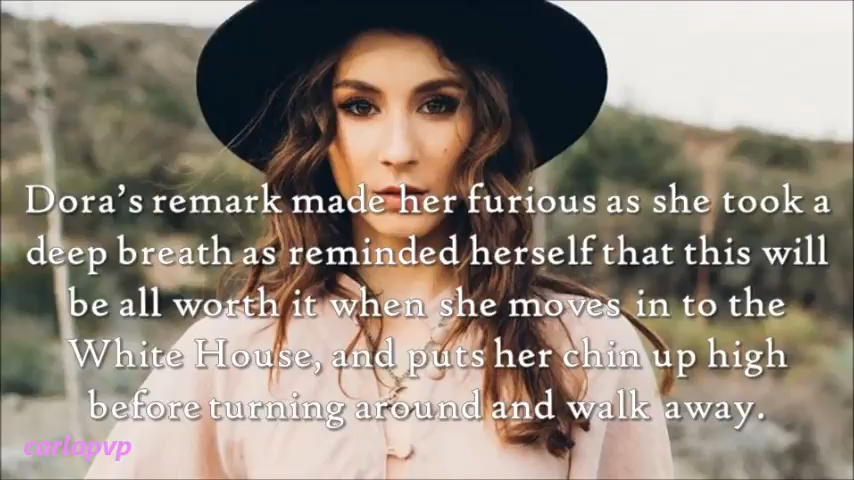 Dora's remark made her furious as she took a
deep breath as reminded herself that this will
be all worth it when she moves in to the
White House, and puts her chin up high
before turning around and walk away.
carlapvp